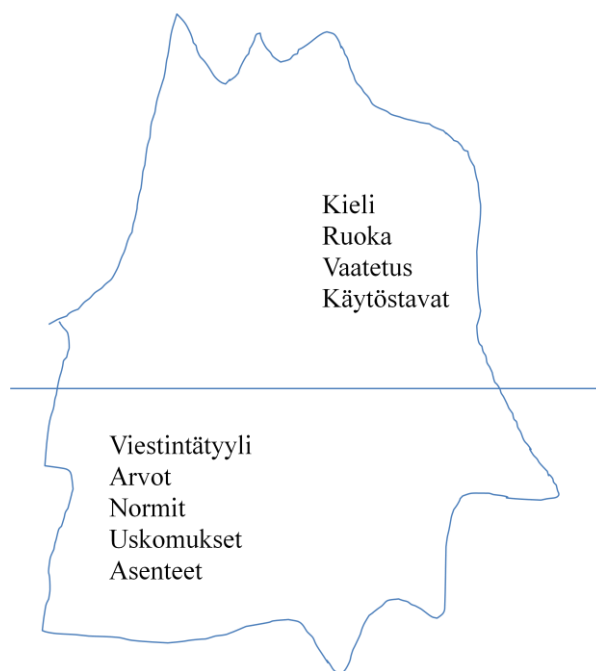 Kieli
Ruoka
Vaatetus
Käytöstavat
Viestintätyyli
Arvot
Normit
Uskomukset
Asenteet